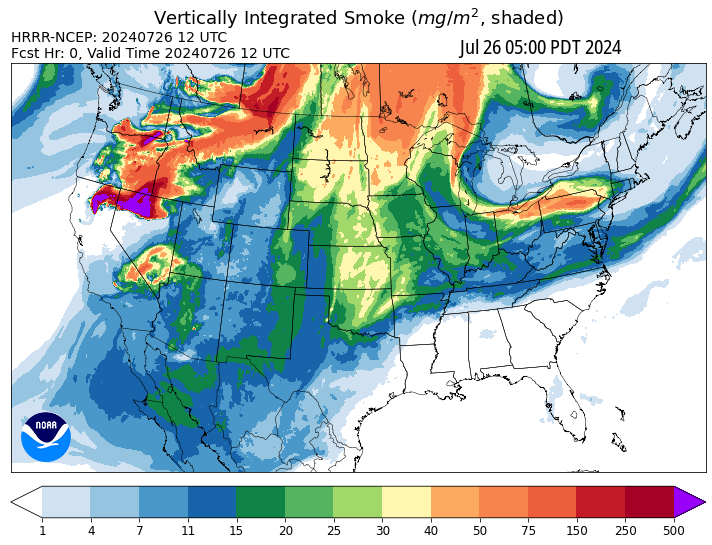 Vertically Integrated Smoke (mg/m², shaded)
HRRR-NCEP: 20240726 12 UTC
Fcst Hr: 0, Valid Time 20240726 12 UTC
Jul 26 05:00 PDT 2024
NOAA
1 4 7 11 15 20 25 30 40 50 75 150 250 500